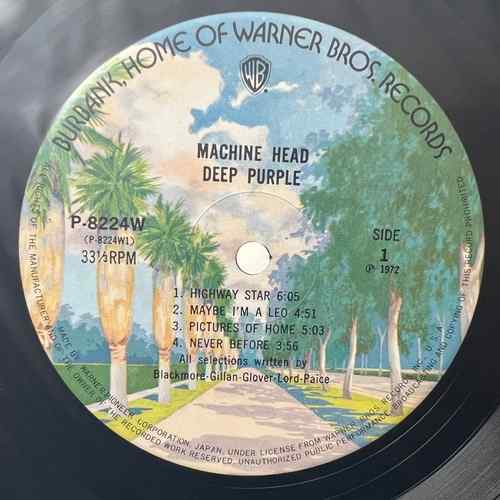 BURBANK, HOME OF WARNER BROS. RECORDS
WB
MACHINE HEAD
DEEP PURPLE
P-8224W
(P-8224W1)
33⅓RPM
SIDE
1
Ⓟ 1972
1. HIGHWAY STAR 6:05
2. MAYBE I'M A LEO 4:51
3. PICTURES OF HOME 5:03
4. NEVER BEFORE 3:56
All selections written by
Blackmore-Gillan-Glover-Lord-Paice
MADE BY WARNER-PIONEER CORPORATION, JAPAN, UNDER LICENSE FROM WARNER BROS. RECORDS INC., U.S.A.
OF THE MANUFACTURER AND OF THE OWNER OF THE RECORDED WORK RESERVED. UNAUTHORIZED PUBLIC PERFORMANCE, BROADCASTING AND COPYING OF THIS RECORD PROHIBITED